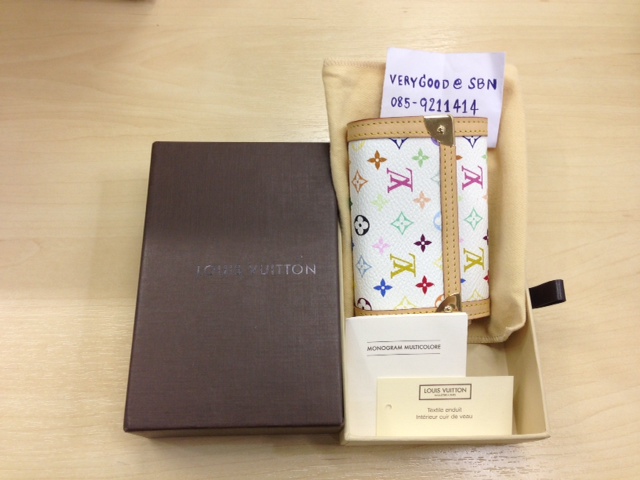 VERYGOOD @ SBN
085-9211414
LOUIS VUITTON
MONOGRAM MULTICOLORE
LOUIS VUITTON
Textile enduit
Intérieur cuir de veau